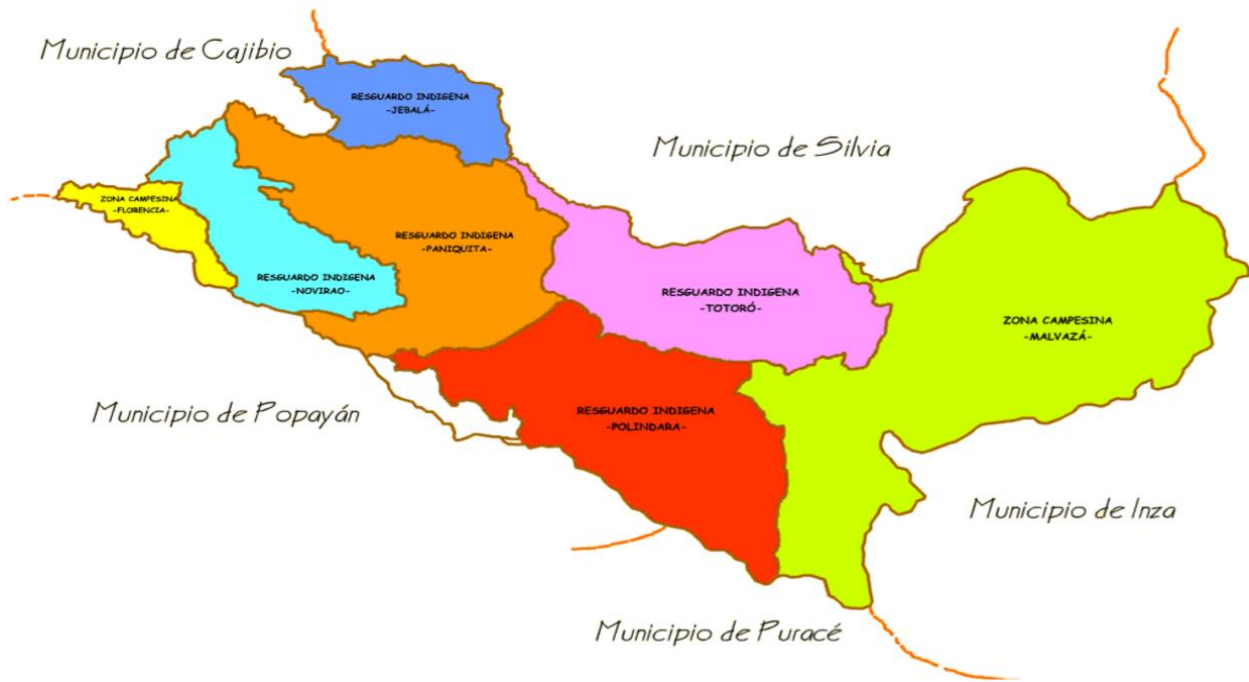 Municipio de Cajibio
RESGUARDO INDIGENA
-JEBALÁ-
Municipio de Silvia
ZONA CAMPESINA
-FLORENCIA-
RESGUARDO INDIGENA
-PANIQUITA-
RESGUARDO INDIGENA
-NOVIRAO-
RESGUARDO INDIGENA
-TOTORÓ-
ZONA CAMPESINA
-MALVAZÁ-
Municipio de Popayán
RESGUARDO INDIGENA
-POLINDARA-
Municipio de Inza
Municipio de Puracé